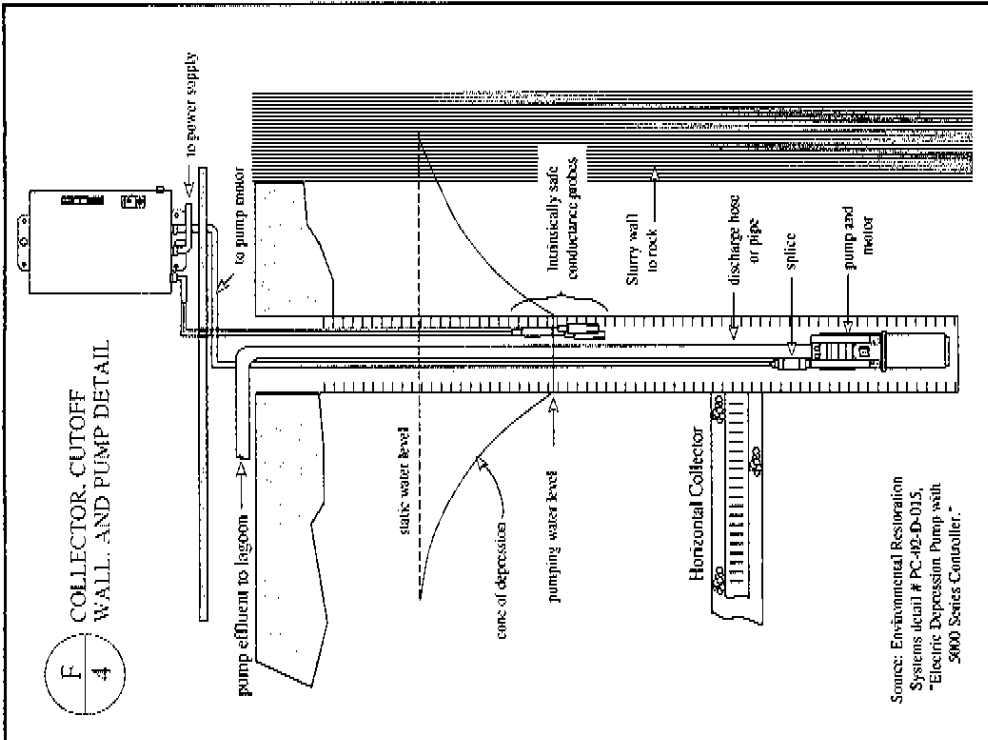 F
4
COLLECTOR, CUTOFF
WALL, AND PUMP DETAIL
to power supply
to pump motor
pump effluent to lagoon
static water level
cone of depression
pumping water level
Intrinsically safe
conductance probes
Slurry wall
to rock
discharge hose
or pipe
splice
pump and
motor
Horizontal Collector
Source: Environmental Restoration
Systems detail # PC-02-D-015,
"Electric Depression Pump with
5000 Series Controller."